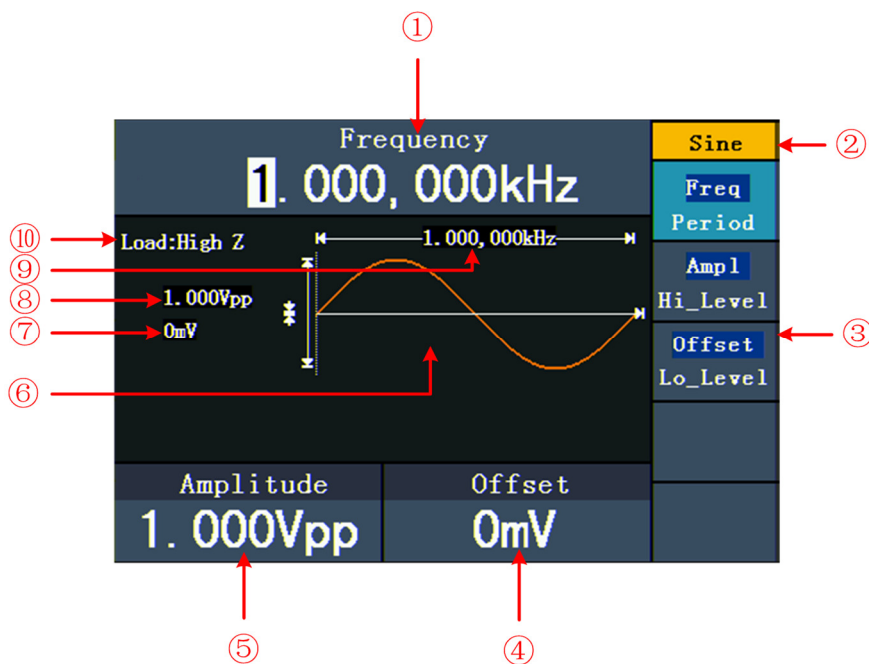 ①
Frequency
1.000,000kHz
Sine
②
Freq
Period
Ampl
Hi_Level
③
Offset
Lo_Level
⑩
Load:High Z
1.000,000kHz
⑨
⑧
1.000Vpp
⑦
0mV
⑥
Amplitude
1.000Vpp
Offset
0mV
⑤
④